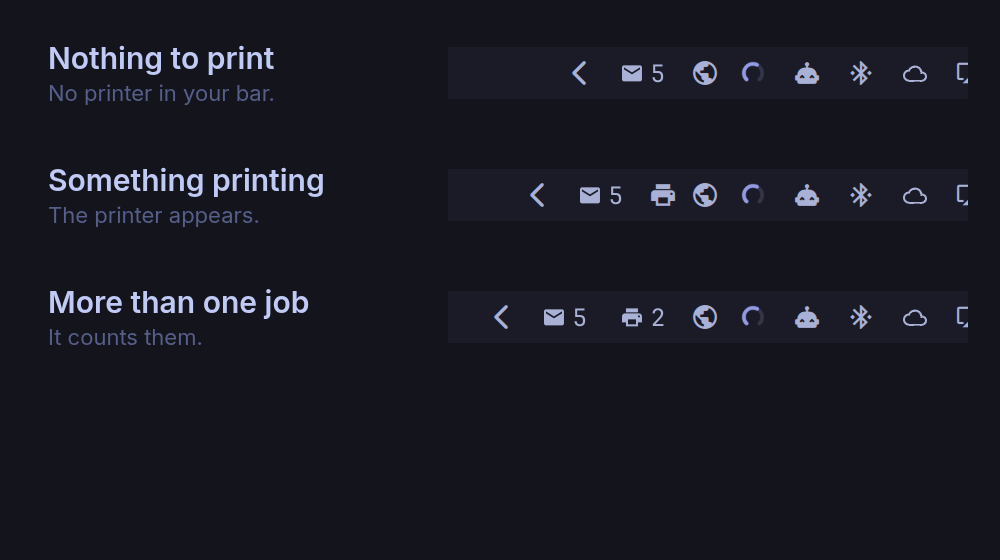 Nothing to print
No printer in your bar.
5
Something printing
The printer appears.
5
More than one job
It counts them.
5 2